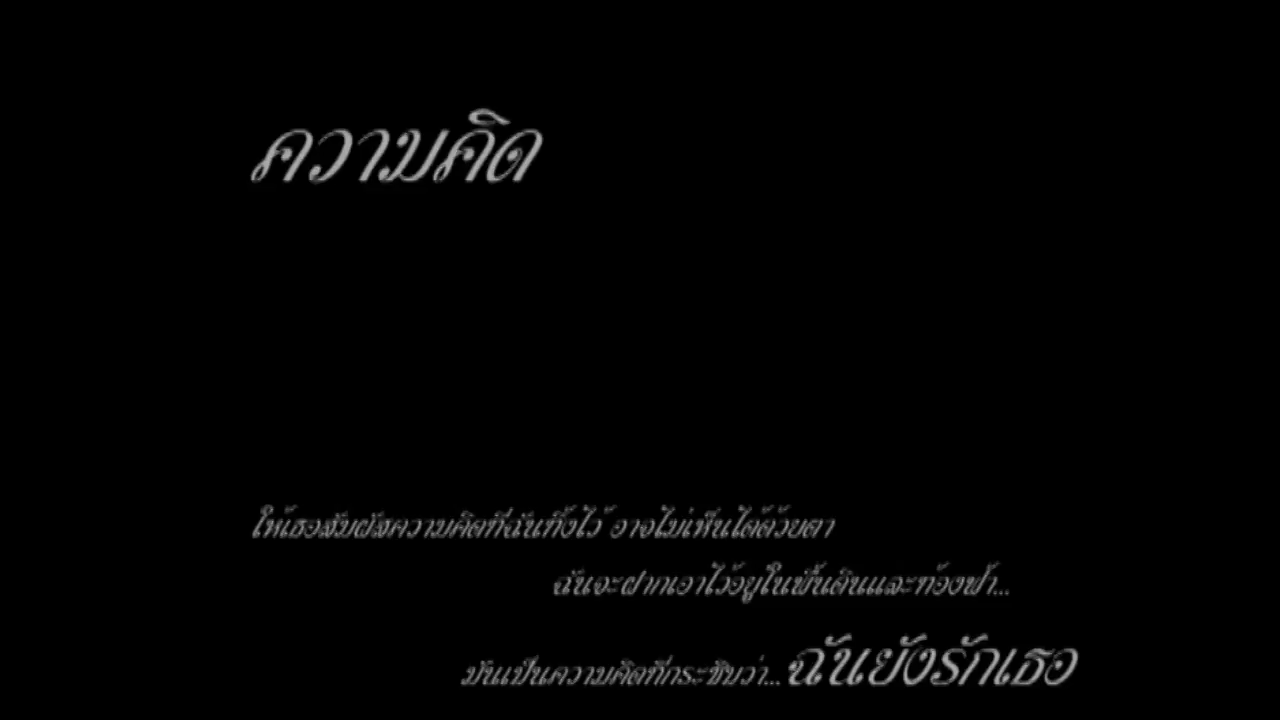 ความคิด
ให้เธอสัมผัสความคิดที่ฉันทิ้งไว้ อาจไม่เห็นได้ด้วยตา
ฉันจะฝากเอาไว้อยู่ในพื้นดินและท้องฟ้า...
มันเป็นความคิดที่กระซิบว่า... ฉันยังรักเธอ